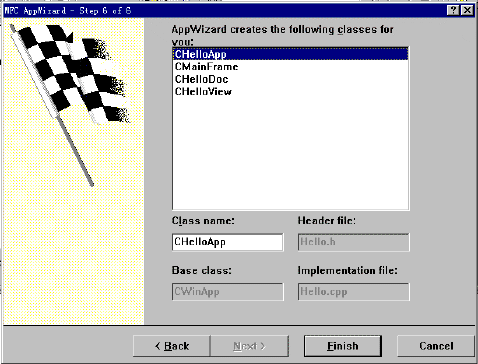 MFC AppWizard - Step 6 of 6
AppWizard creates the following classes for
you:
CHelloApp
CMainFrame
CHelloDoc
CHelloView
Class name:
Header file:
CHelloApp
Hello.h
Base class:
Implementation file:
CWinApp
Hello.cpp
< Back
Next >
Finish
Cancel